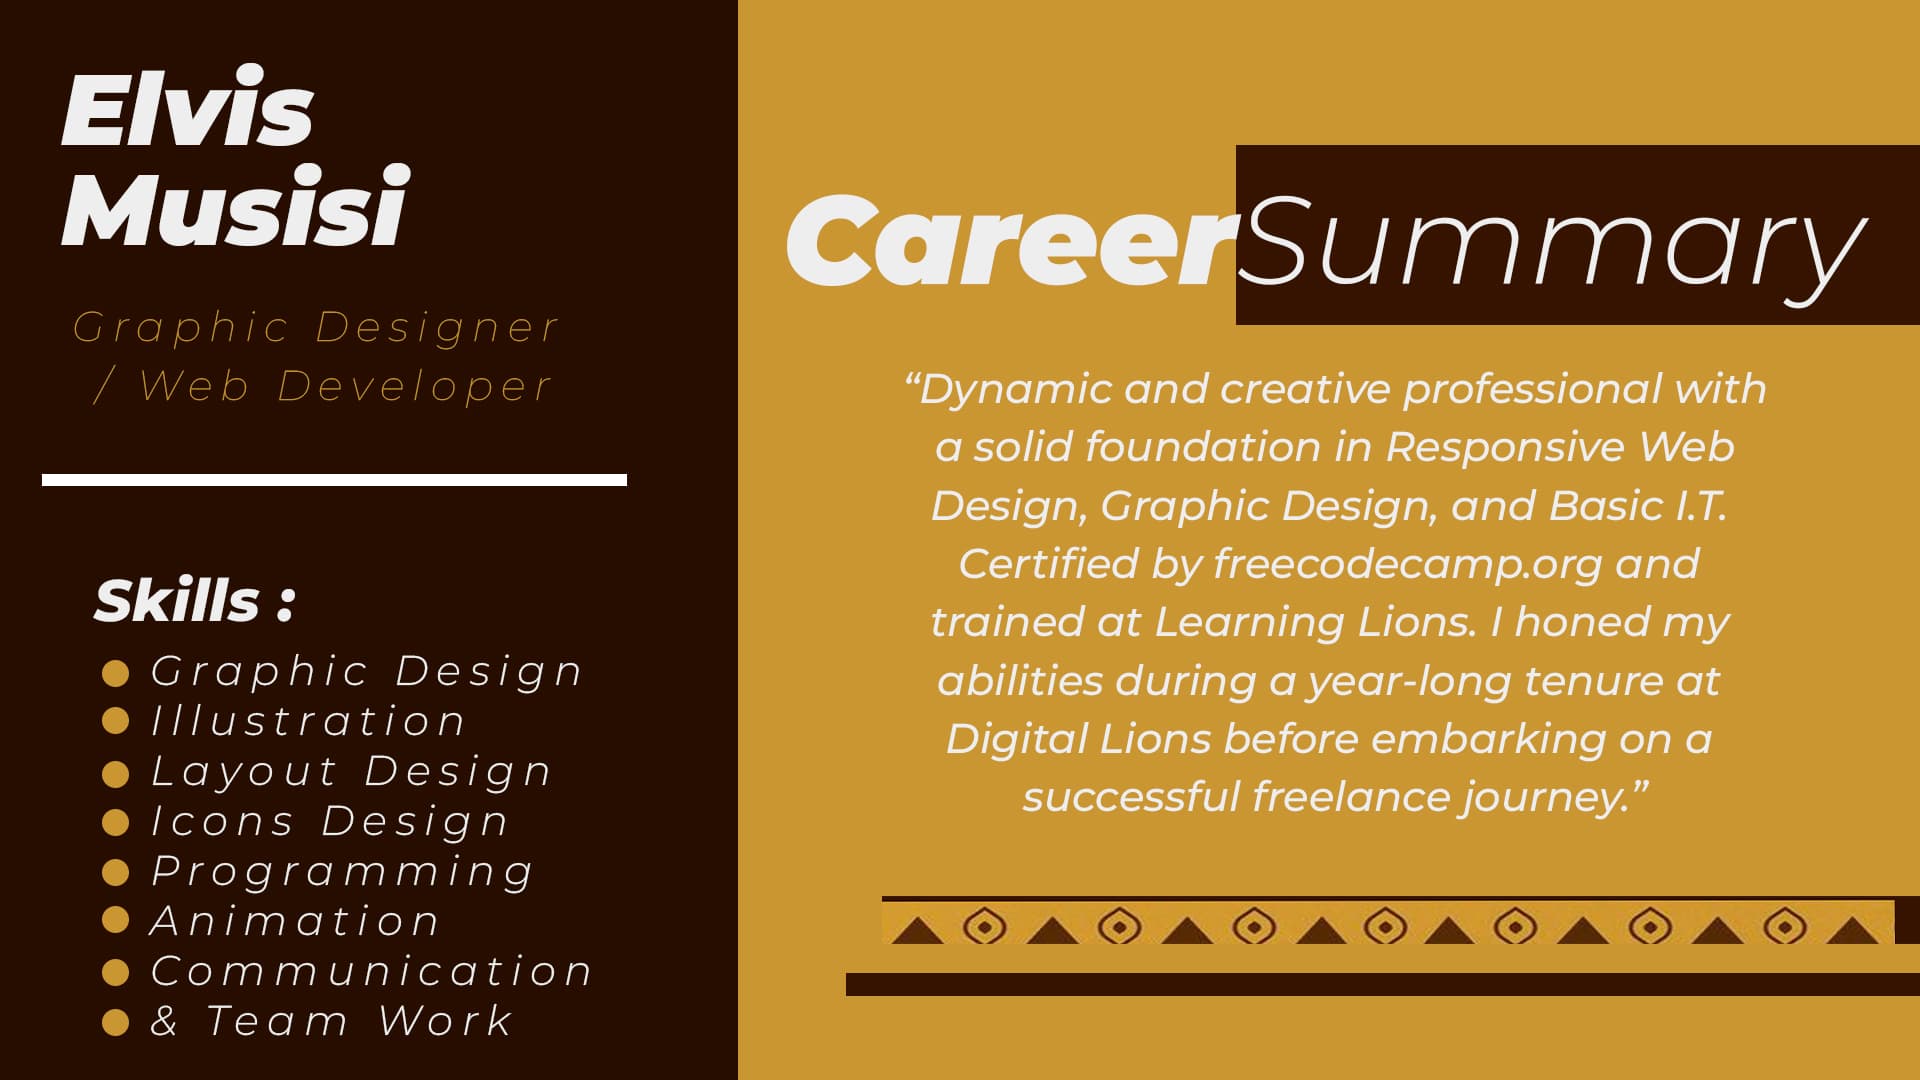 Elvis
Musisi
Graphic Designer
/ Web Developer
Skills :
Graphic Design
Illustration
Layout Design
Icons Design
Programming
Animation
Communication
& Team Work
CareerSummary
“Dynamic and creative professional with
a solid foundation in Responsive Web
Design, Graphic Design, and Basic I.T.
Certified by freecodecamp.org and
trained at Learning Lions. I honed my
abilities during a year-long tenure at
Digital Lions before embarking on a
successful freelance journey.”